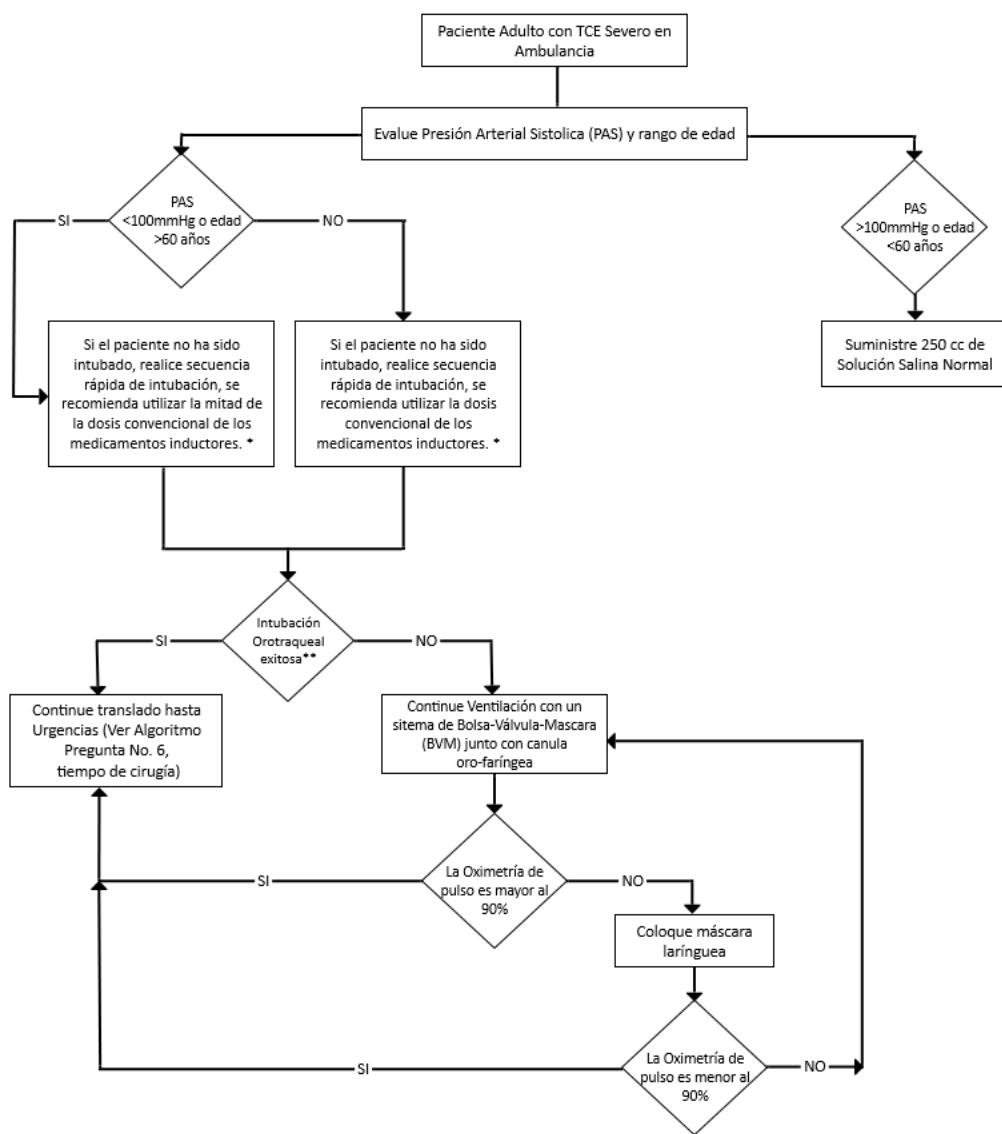 Paciente Adulto con TCE Severo en
Ambulancia
Evalue Presión Arterial Sistolica (PAS) y rango de edad
PAS
<100mmHg o edad
>60 años
SI
NO
PAS
>100mmHg o edad
<60 años
Si el paciente no ha sido
intubado, realice secuencia
rápida de intubación, se
recomienda utilizar la mitad de
la dosis convencional de los
medicamentos inductores. *
Si el paciente no ha sido
intubado, realice secuencia
rápida de intubación, se
recomienda utilizar la dosis
convencional de los
medicamentos inductores. *
Suministre 250 cc de
Solución Salina Normal
Intubación
Orotraqueal
exitosa**
SI
NO
Continue translado hasta
Urgencias (Ver Algoritmo
Pregunta No. 6,
tiempo de cirugía)
Continue Ventilación con un
sitema de Bolsa-Válvula-Mascara
(BVM) junto con canula
oro-faríngea
La Oximetría de
pulso es mayor al
90%
SI
NO
Coloque máscara
larínguea
La Oximetría de
pulso es menor al
90%
SI
NO